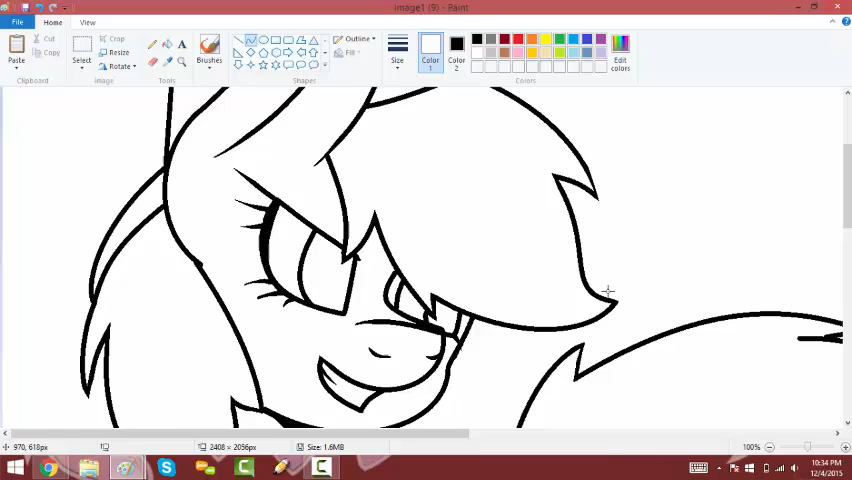 image1 (9) - Paint
File Home View
Paste
Cut
Copy
Clipboard
Select
Crop
Resize
Rotate
Image
A
Tools
Brushes
Outline
Fill
Shapes
Size
Color 1
Color 2
Edit colors
Colors
970, 618px
2408 × 2056px
Size: 1.6MB
100%
10:34 PM
12/4/2015